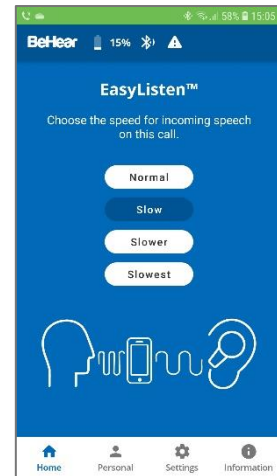 58% 15:05
BeHear 15%
EasyListen™
Choose the speed for incoming speech
on this call.
Normal
Slow
Slower
Slowest
Home Personal Settings Information